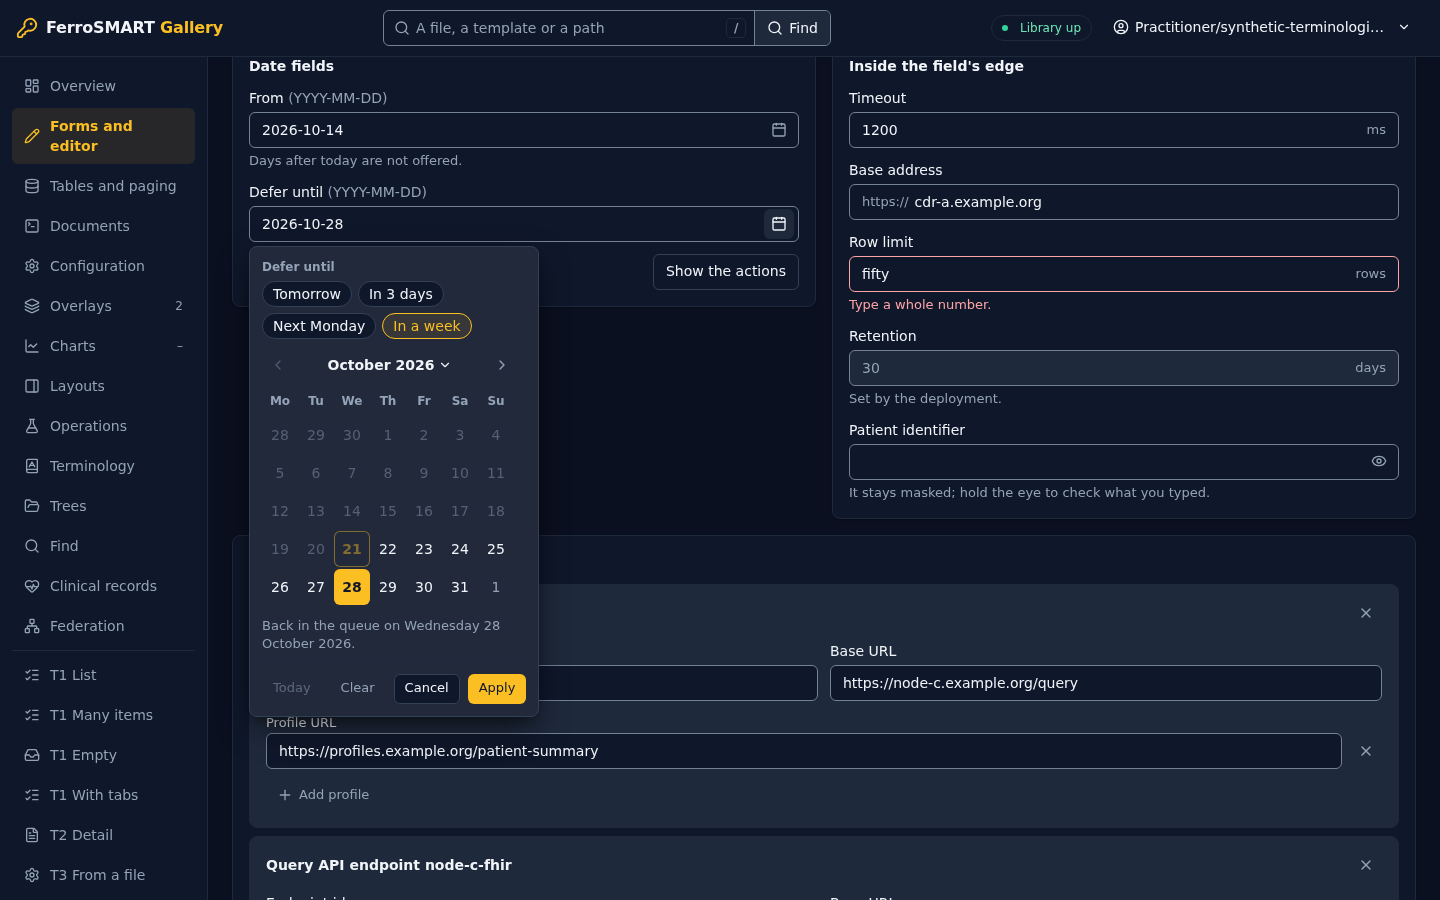 FerroSMART Gallery
A file, a template or a path
/
Find
Library up
Practitioner/synthetic-terminologi…
Overview
Forms and
editor
Tables and paging
Documents
Configuration
Overlays 2
Charts –
Layouts
Operations
Terminology
Trees
Find
Clinical records
Federation
T1 List
T1 Many items
T1 Empty
T1 With tabs
T2 Detail
T3 From a file
Date fields
From (YYYY-MM-DD)
2026-10-14
Days after today are not offered.
Defer until (YYYY-MM-DD)
2026-10-28
Show the actions
Defer until
Tomorrow In 3 days
Next Monday In a week
October 2026
Mo Tu We Th Fr Sa Su
28 29 30 1 2 3 4
5 6 7 8 9 10 11
12 13 14 15 16 17 18
19 20 21 22 23 24 25
26 27 28 29 30 31 1
Back in the queue on Wednesday 28
October 2026.
Today Clear Cancel Apply
Inside the field's edge
Timeout
1200 ms
Base address
https:// cdr-a.example.org
Row limit
fifty rows
Type a whole number.
Retention
30 days
Set by the deployment.
Patient identifier
It stays masked; hold the eye to check what you typed.
Base URL
https://node-c.example.org/query
Profile URL
https://profiles.example.org/patient-summary
Add profile
Query API endpoint node-c-fhir